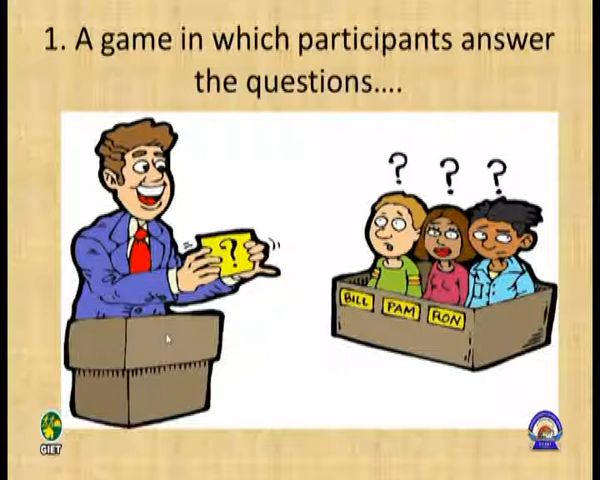 1. A game in which participants answer
the questions....
?
? ? ?
BILL PAM RON
GIET